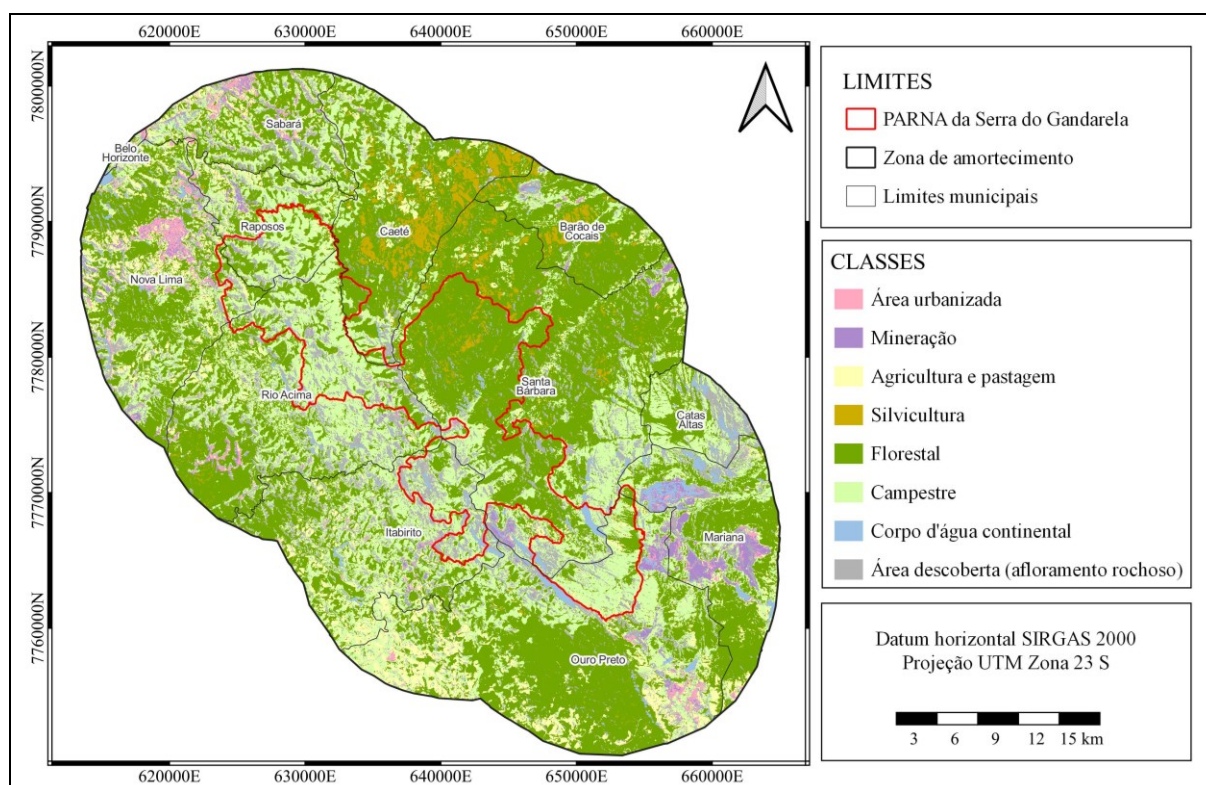 620000E 630000E 640000E 650000E 660000E
7800000N
7790000N
7780000N
7770000N
7760000N
Sabará
Belo
Horizonte
Raposos
Caeté
Barão de
Cocais
Nova Lima
Rio Acima
Santa
Bárbara
Catas
Altas
Itabirito
Mariana
Ouro Preto
620000E 630000E 640000E 650000E 660000E
LIMITES
PARNA da Serra do Gandarela
Zona de amortecimento
Limites municipais
CLASSES
Área urbanizada
Mineração
Agricultura e pastagem
Silvicultura
Florestal
Campestre
Corpo d'água continental
Área descoberta (afloramento rochoso)
Datum horizontal SIRGAS 2000
Projeção UTM Zona 23 S
3 6 9 12 15 km